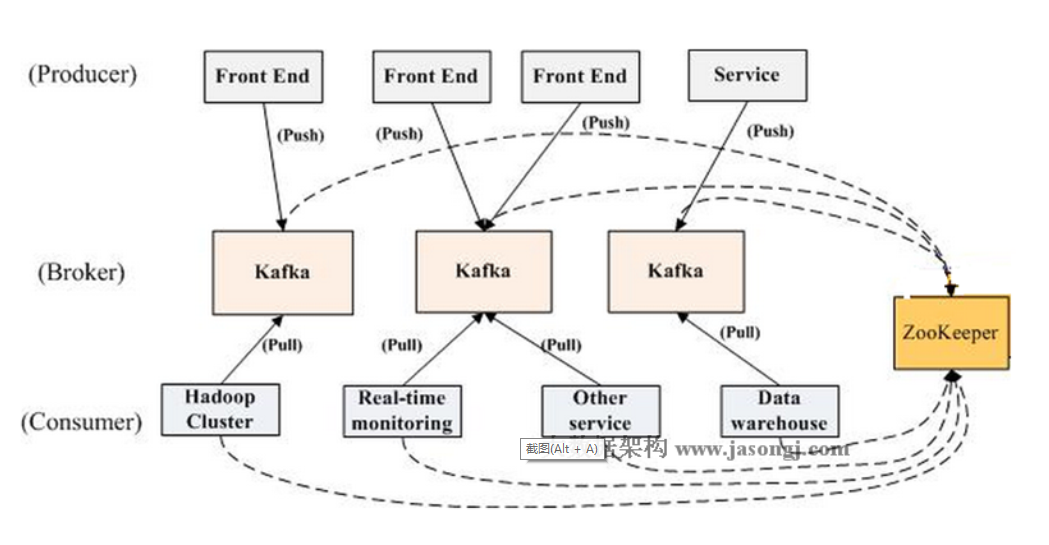 (Producer)
Front End
Front End
Front End
Service
(Push)
(Push)
(Push)
(Push)
(Broker)
Kafka
Kafka
Kafka
ZooKeeper
(Pull)
(Pull)
(Pull)
(Pull)
(Consumer)
Hadoop
Cluster
Real-time
monitoring
Other
service
Data
warehouse
截图(Alt + A)
架构 www.jasongj.com